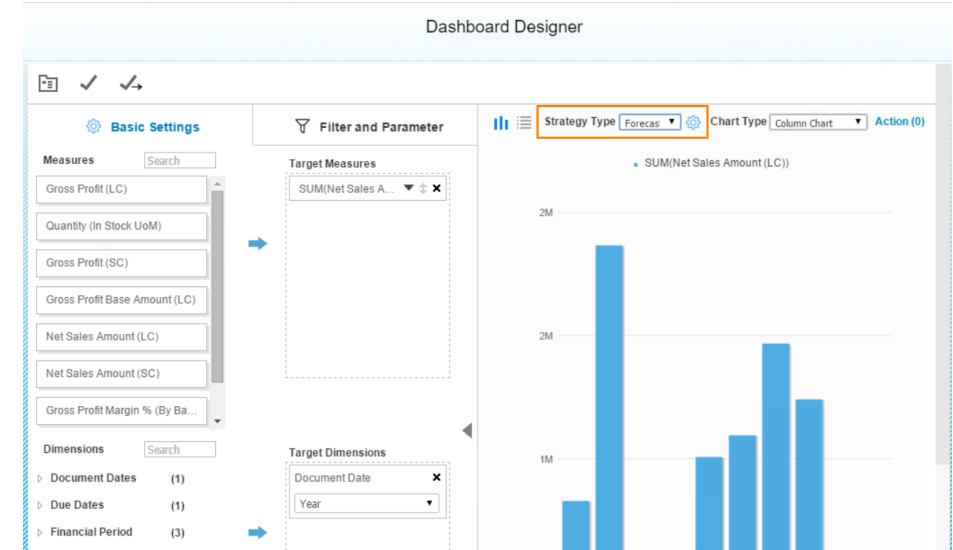 Dashboard Designer
Basic Settings
Filter and Parameter
Strategy Type Forecas
Chart Type Column Chart
Action (0)
Measures Search
Gross Profit (LC)
Quantity (In Stock UoM)
Gross Profit (SC)
Gross Profit Base Amount (LC)
Net Sales Amount (LC)
Net Sales Amount (SC)
Gross Profit Margin % (By Ba...
Dimensions Search
Document Dates (1)
Due Dates (1)
Financial Period (3)
Target Measures
SUM(Net Sales A...
Target Dimensions
Document Date
Year
SUM(Net Sales Amount (LC))
2M
2M
1M